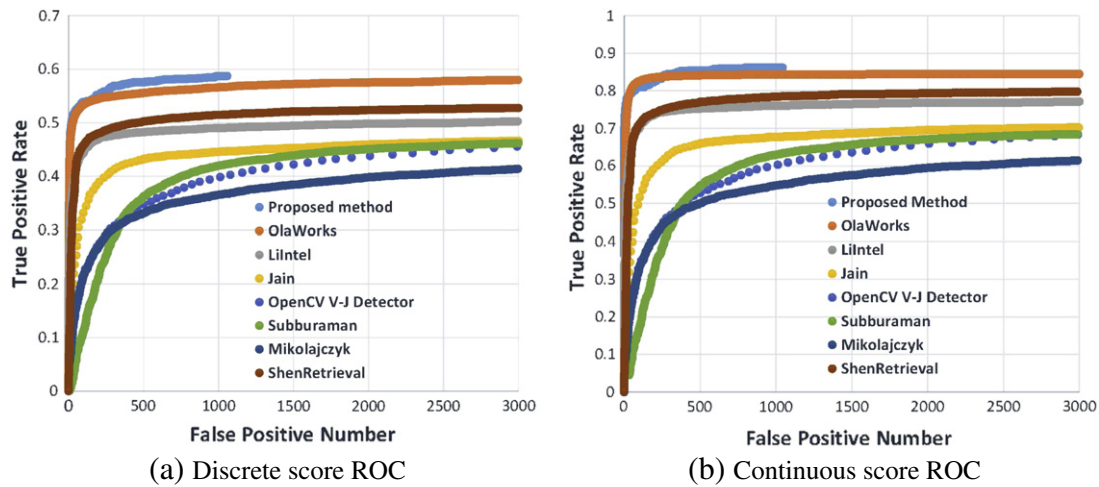 0.7
0.6
0.5
0.4
0.3
0.2
0.1
0
True Positive Rate
Proposed method
OlaWorks
LiIntel
Jain
OpenCV V-J Detector
Subburaman
Mikolajczyk
ShenRetrieval
0 500 1000 1500 2000 2500 3000
False Positive Number
(a) Discrete score ROC
1
0.9
0.8
0.7
0.6
0.5
0.4
0.3
0.2
0.1
0
True Positive Rate
Proposed Method
OlaWorks
LiIntel
Jain
OpenCV V-J Detector
Subburaman
Mikolajczyk
ShenRetrieval
0 500 1000 1500 2000 2500 3000
False Positive Number
(b) Continuous score ROC